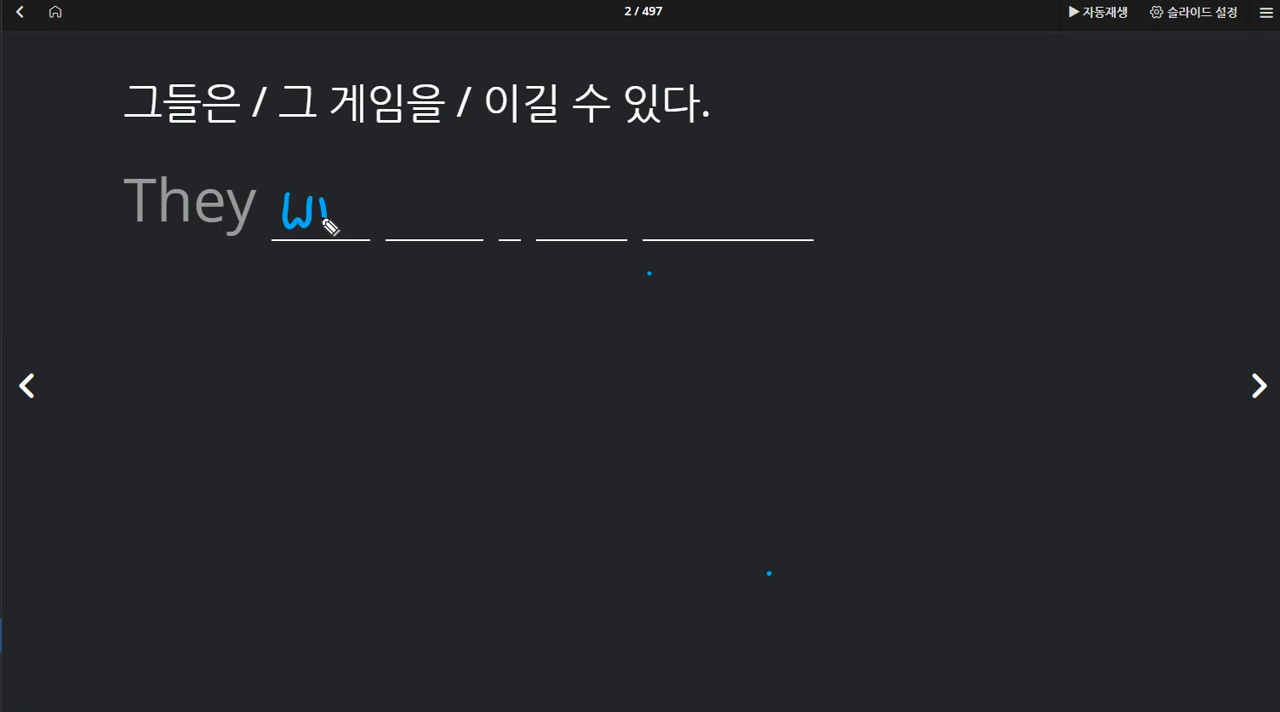 2 / 497 ▶ 자동재생 슬라이드 설정
그들은 / 그 게임을 / 이길 수 있다.
They wi